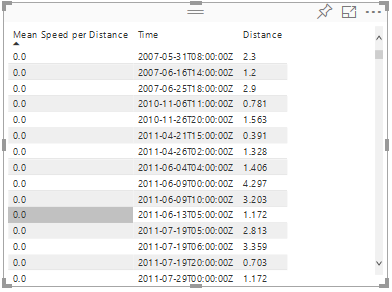 Mean Speed per Distance Time Distance
0.0 2007-05-31T08:00:00Z 2.3
0.0 2007-06-16T14:00:00Z 1.2
0.0 2007-06-25T18:00:00Z 2.9
0.0 2010-11-06T11:00:00Z 0.781
0.0 2010-11-26T20:00:00Z 1.563
0.0 2011-04-21T15:00:00Z 0.391
0.0 2011-04-26T02:00:00Z 1.328
0.0 2011-06-04T04:00:00Z 1.406
0.0 2011-06-09T00:00:00Z 4.297
0.0 2011-06-09T10:00:00Z 3.203
0.0 2011-06-13T05:00:00Z 1.172
0.0 2011-07-19T05:00:00Z 2.813
0.0 2011-07-19T06:00:00Z 3.359
0.0 2011-07-19T20:00:00Z 0.703
0.0 2011-07-29T00:00:00Z 1.172